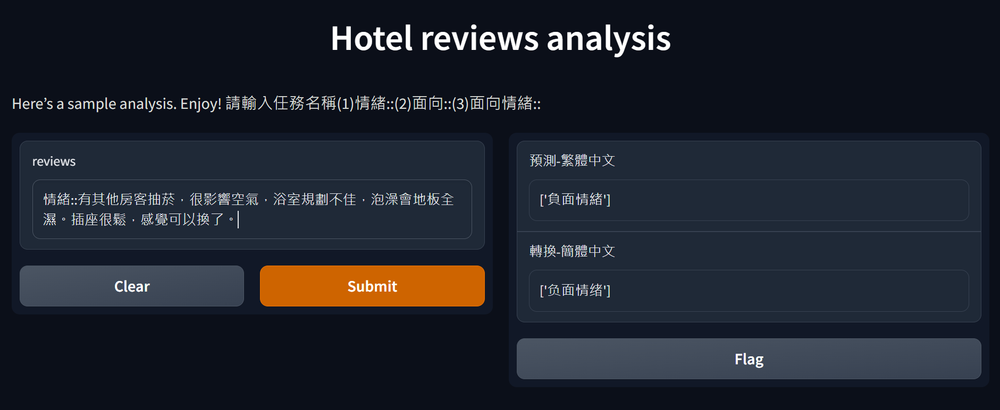 Hotel reviews analysis
Here’s a sample analysis. Enjoy! 請輸入任務名稱(1)情緒::(2)面向::(3)面向情緒::
reviews
情緒::有其他房客抽菸，很影響空氣，浴室規劃不佳，泡澡會地板全
濕。插座很鬆，感覺可以換了。
Clear
Submit
預測-繁體中文
['負面情緒']
轉換-簡體中文
['负面情绪']
Flag